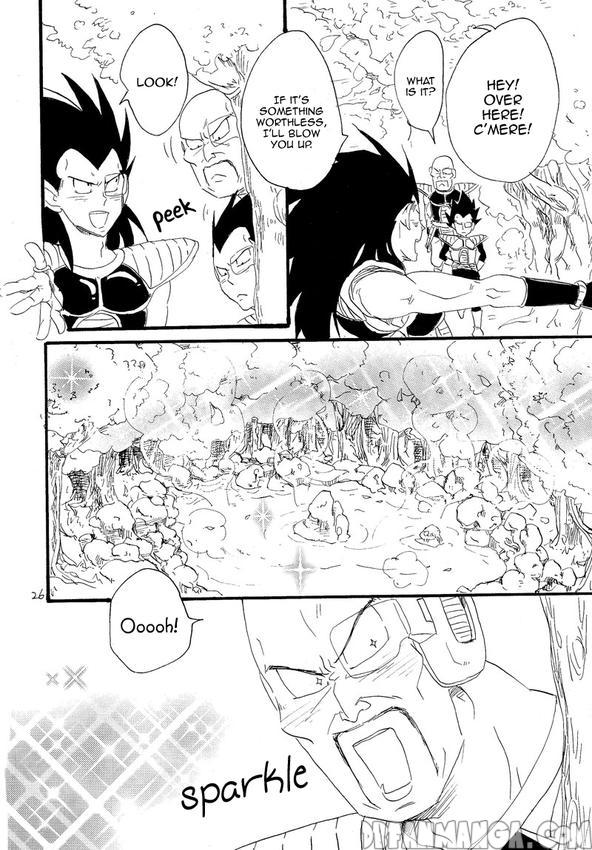 HEY!
OVER
HERE!
C'MERE!
WHAT
IS IT?
IF IT'S
SOMETHING
WORTHLESS,
I'LL BLOW
YOU UP.
LOOK!
peek
26
Ooooh!
sparkle
DBFANMANGA.COM